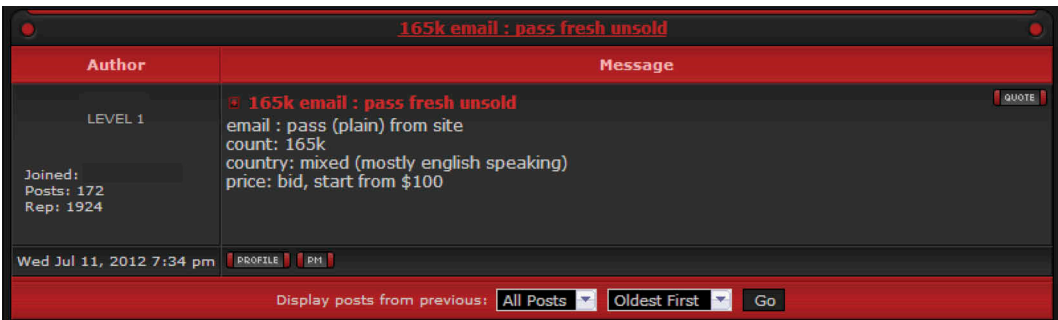 165k email : pass fresh unsold
Author Message
165k email : pass fresh unsold
QUOTE
LEVEL 1
email : pass (plain) from site
count: 165k
country: mixed (mostly english speaking)
price: bid, start from $100
Joined:
Posts: 172
Rep: 1924
Wed Jul 11, 2012 7:34 pm PROFILE PM
Display posts from previous: All Posts Oldest First Go